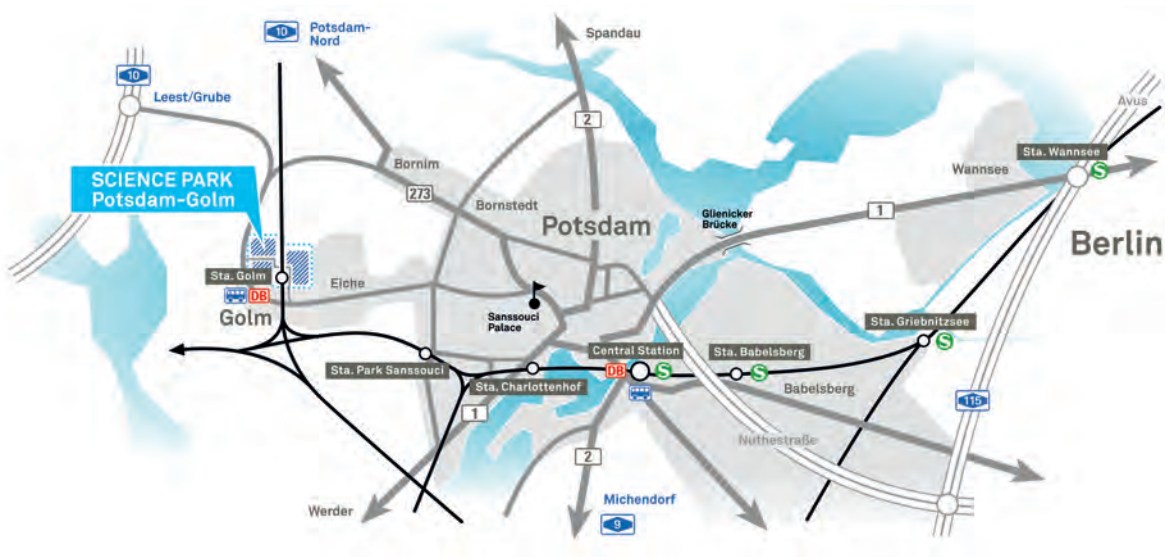 10
Potsdam-
Nord
Spandau
10
Leest/Grube
Avus
2
Sta. Wannsee
S
Bornim
Wannsee
SCIENCE PARK
Potsdam-Golm
273
Bornstedt
Potsdam
Glienicker
Brücke
1
Berlin
Sta. Golm
Eiche
DB
Golm
Sanssouci
Palace
Sta. Griebnitzsee
S
Central Station
Sta. Babelsberg
DB
S
S
Sta. Park Sanssouci
Sta. Charlottenhof
Babelsberg
115
1
Nuthestraße
2
Werder
Michendorf
9